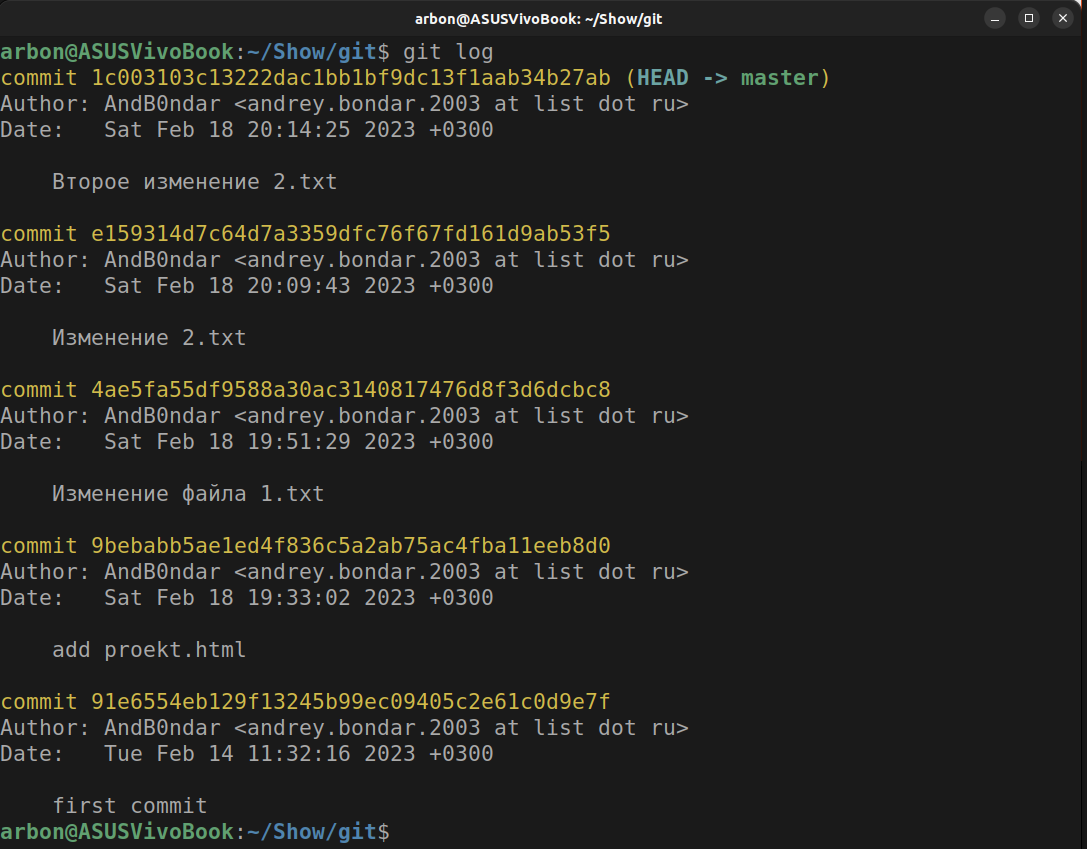 arbon@ASUSVivoBook: ~/Show/git
arbon@ASUSVivoBook:~/Show/git$ git log
commit 1c003103c13222dac1bb1bf9dc13f1aab34b27ab (HEAD -> master)
Author: AndB0ndar <andrey.bondar.2003 at list dot ru>
Date:   Sat Feb 18 20:14:25 2023 +0300
    Второе изменение 2.txt
commit e159314d7c64d7a3359dfc76f67fd161d9ab53f5
Author: AndB0ndar <andrey.bondar.2003 at list dot ru>
Date:   Sat Feb 18 20:09:43 2023 +0300
    Изменение 2.txt
commit 4ae5fa55df9588a30ac3140817476d8f3d6dcbc8
Author: AndB0ndar <andrey.bondar.2003 at list dot ru>
Date:   Sat Feb 18 19:51:29 2023 +0300
    Изменение файла 1.txt
commit 9bebabb5ae1ed4f836c5a2ab75ac4fba11eeb8d0
Author: AndB0ndar <andrey.bondar.2003 at list dot ru>
Date:   Sat Feb 18 19:33:02 2023 +0300
    add proekt.html
commit 91e6554eb129f13245b99ec09405c2e61c0d9e7f
Author: AndB0ndar <andrey.bondar.2003 at list dot ru>
Date:   Tue Feb 14 11:32:16 2023 +0300
    first commit
arbon@ASUSVivoBook:~/Show/git$